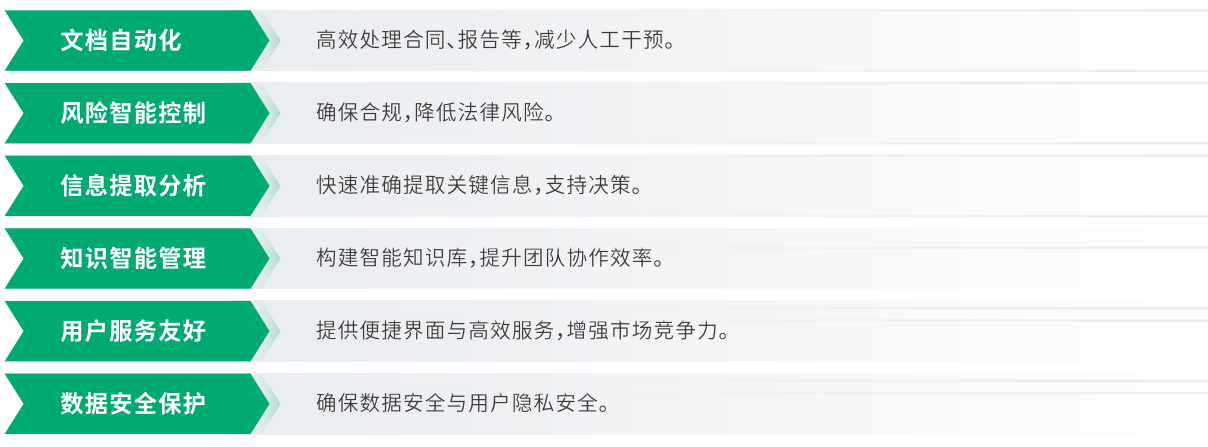 文档自动化
高效处理合同、报告等,减少人工干预。
风险智能控制
确保合规,降低法律风险。
信息提取分析
快速准确提取关键信息,支持决策。
知识智能管理
构建智能知识库,提升团队协作效率。
用户服务友好
提供便捷界面与高效服务,增强市场竞争力。
数据安全保护
确保数据安全与用户隐私安全。